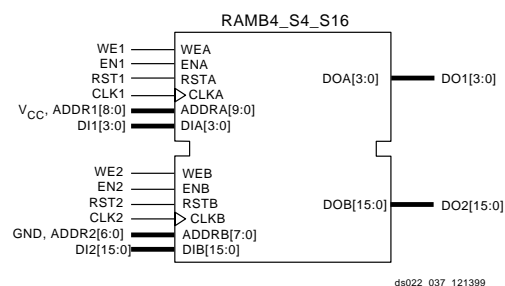 RAMB4_S4_S16
WE1 WEA
EN1 ENA
RST1 RSTA DOA[3:0] DO1[3:0]
CLK1 CLKA
VCC, ADDR1[8:0] ADDRA[9:0]
DI1[3:0] DIA[3:0]
WE2 WEB
EN2 ENB
RST2 RSTB DOB[15:0] DO2[15:0]
CLK2 CLKB
GND, ADDR2[6:0] ADDRB[7:0]
DI2[15:0] DIB[15:0]
ds022_037_121399